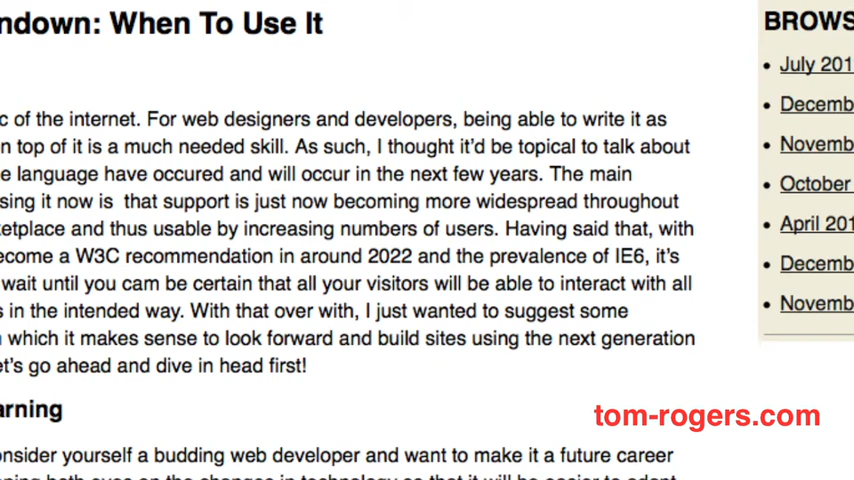 ndown: When To Use It
c of the internet. For web designers and developers, being able to write it as
n top of it is a much needed skill. As such, I thought it'd be topical to talk about
e language have occured and will occur in the next few years. The main
sing it now is that support is just now becoming more widespread throughout
etplace and thus usable by increasing numbers of users. Having said that, with
ecome a W3C recommendation in around 2022 and the prevalence of IE6, it's
wait until you cam be certain that all your visitors will be able to interact with all
s in the intended way. With that over with, I just wanted to suggest some
which it makes sense to look forward and build sites using the next generation
et's go ahead and dive in head first!
arning
onsider yourself a budding web developer and want to make it a future career
BROWS
July 201
Decemb
Novemb
October
April 201
Decemb
Novemb
tom-rogers.com